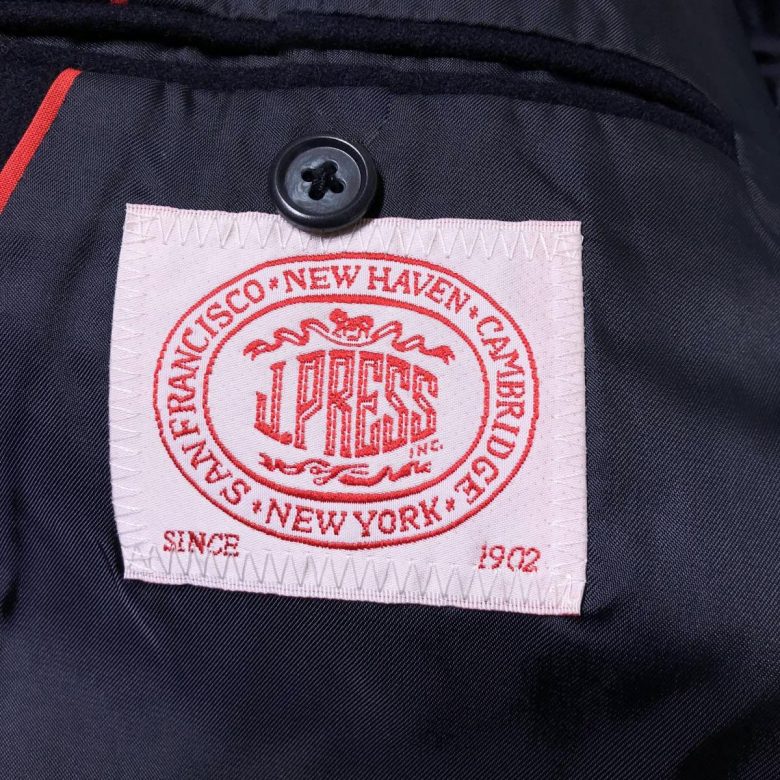 SAN FRANCISCO * NEW HAVEN * CAMBRIDGE * NEW YORK *
J.PRESS
INC.
SINCE 1902